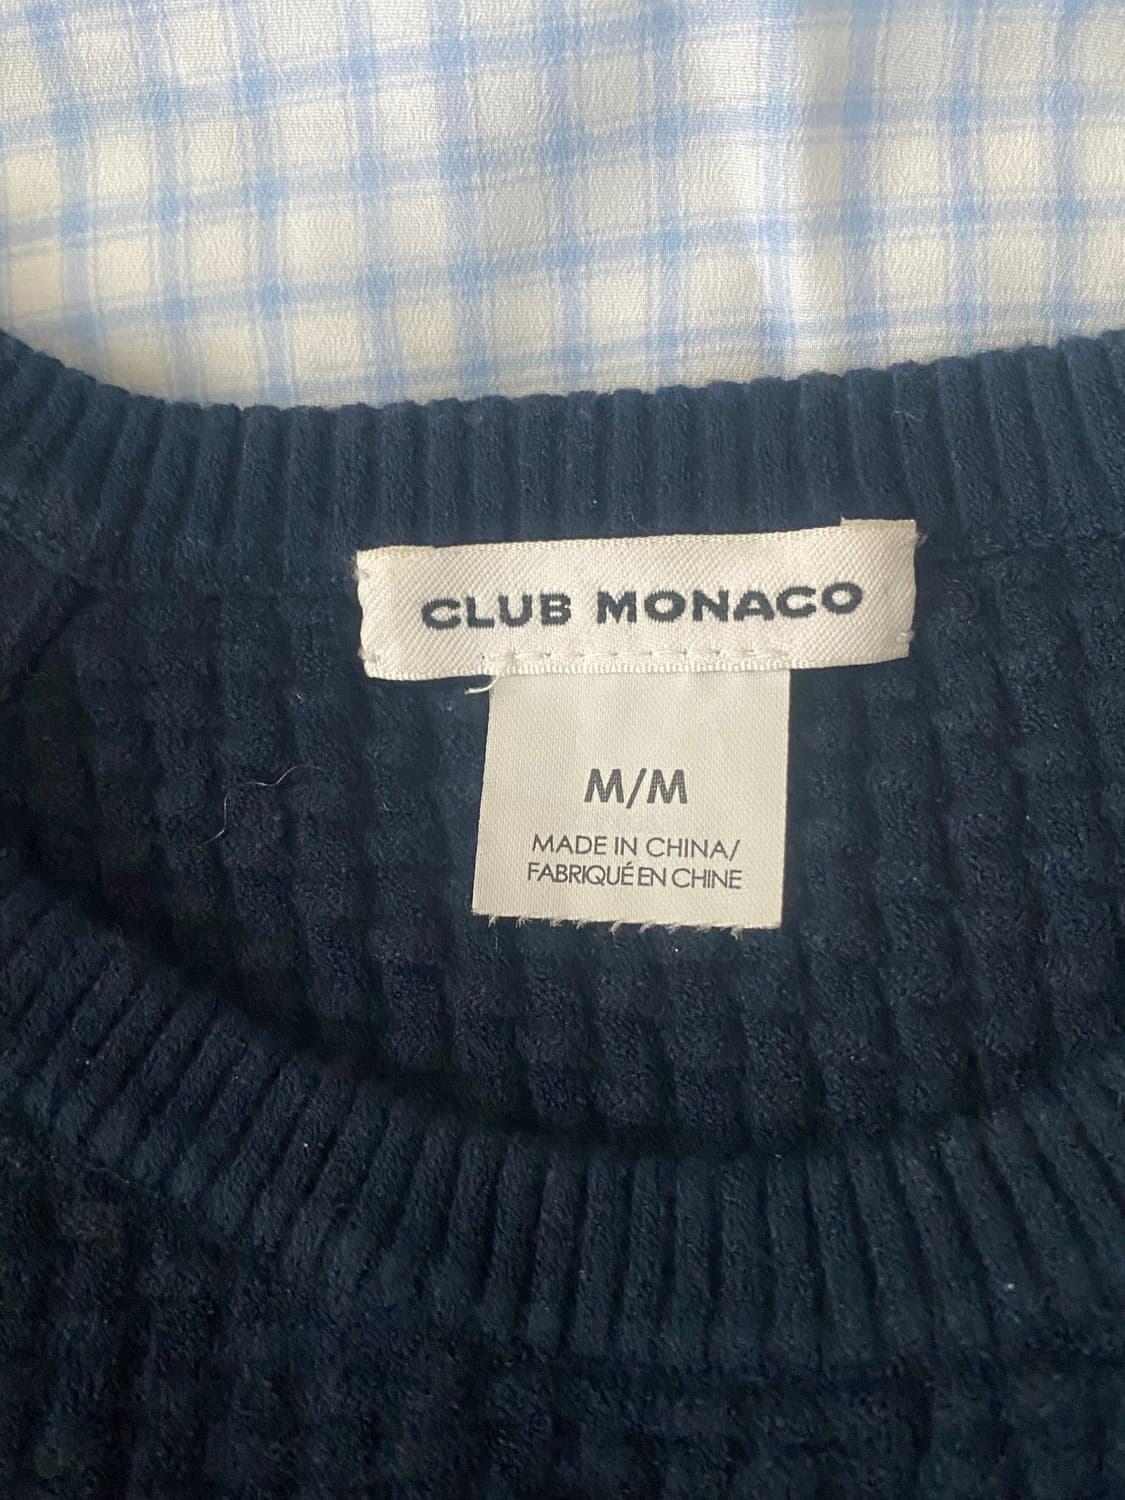 CLUB MONACO
M/M
MADE IN CHINA/
FABRIQUÉ EN CHINE